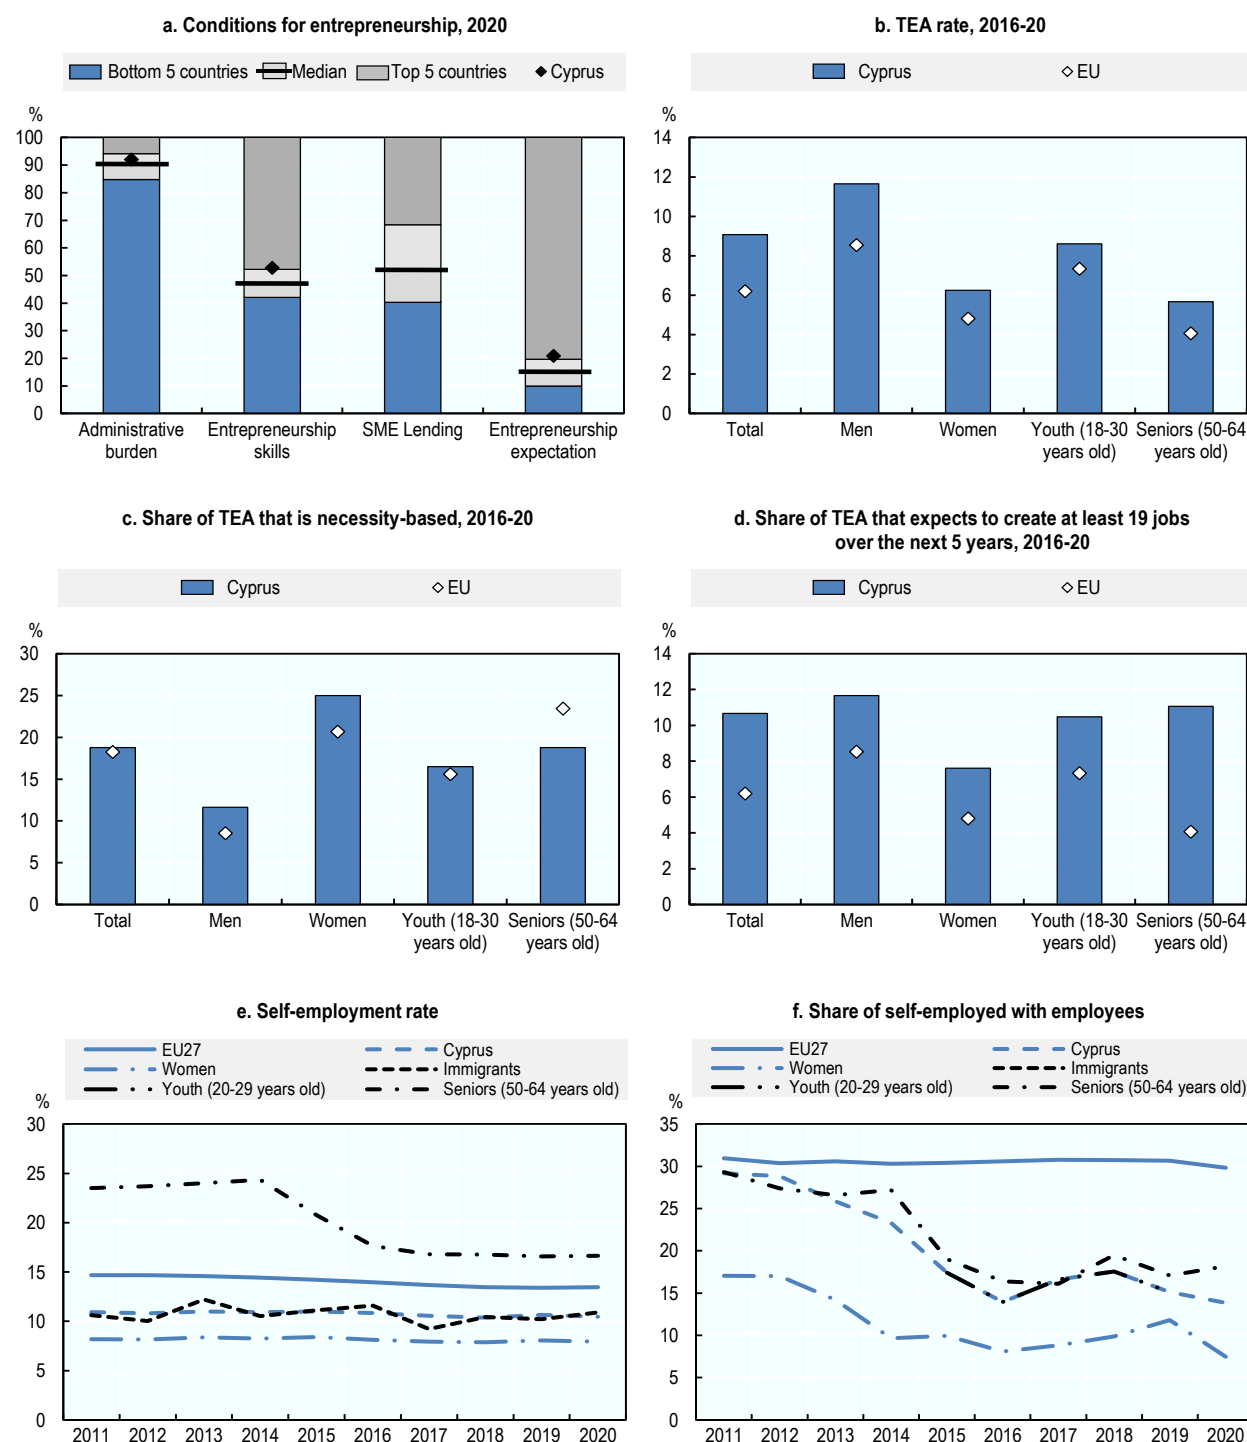 a. Conditions for entrepreneurship, 2020
Bottom 5 countries Median Top 5 countries Cyprus
%
100
90
80
70
60
50
40
30
20
10
0
Administrative burden
Entrepreneurship skills
SME Lending
Entrepreneurship expectation
b. TEA rate, 2016-20
Cyprus EU
%
14
12
10
8
6
4
2
0
Total
Men
Women
Youth (18-30 years old)
Seniors (50-64 years old)
c. Share of TEA that is necessity-based, 2016-20
Cyprus EU
%
30
25
20
15
10
5
0
Total
Men
Women
Youth (18-30 years old)
Seniors (50-64 years old)
d. Share of TEA that expects to create at least 19 jobs
over the next 5 years, 2016-20
Cyprus EU
%
14
12
10
8
6
4
2
0
Total
Men
Women
Youth (18-30 years old)
Seniors (50-64 years old)
e. Self-employment rate
EU27 Cyprus
Women Immigrants
Youth (20-29 years old) Seniors (50-64 years old)
%
30
25
20
15
10
5
0
2011 2012 2013 2014 2015 2016 2017 2018 2019 2020
f. Share of self-employed with employees
EU27 Cyprus
Women Immigrants
Youth (20-29 years old) Seniors (50-64 years old)
%
35
30
25
20
15
10
5
0
2011 2012 2013 2014 2015 2016 2017 2018 2019 2020